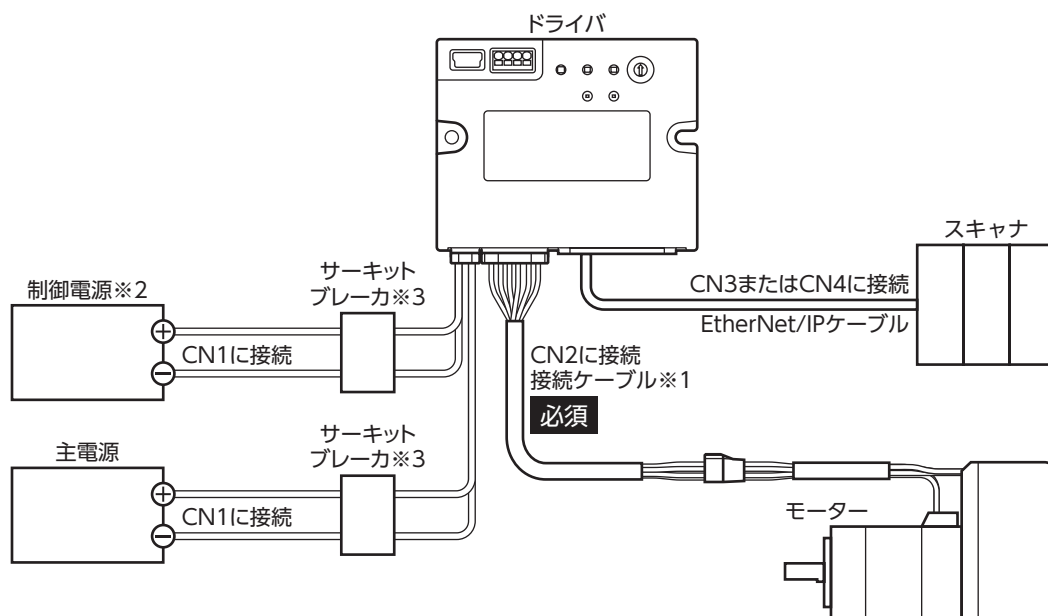 ドライバ
スキャナ
CN3またはCN4に接続
EtherNet/IPケーブル
制御電源※2
サーキット
ブレーカ※3
CN1に接続
CN2に接続
接続ケーブル※1
必須
主電源
サーキット
ブレーカ※3
CN1に接続
モーター